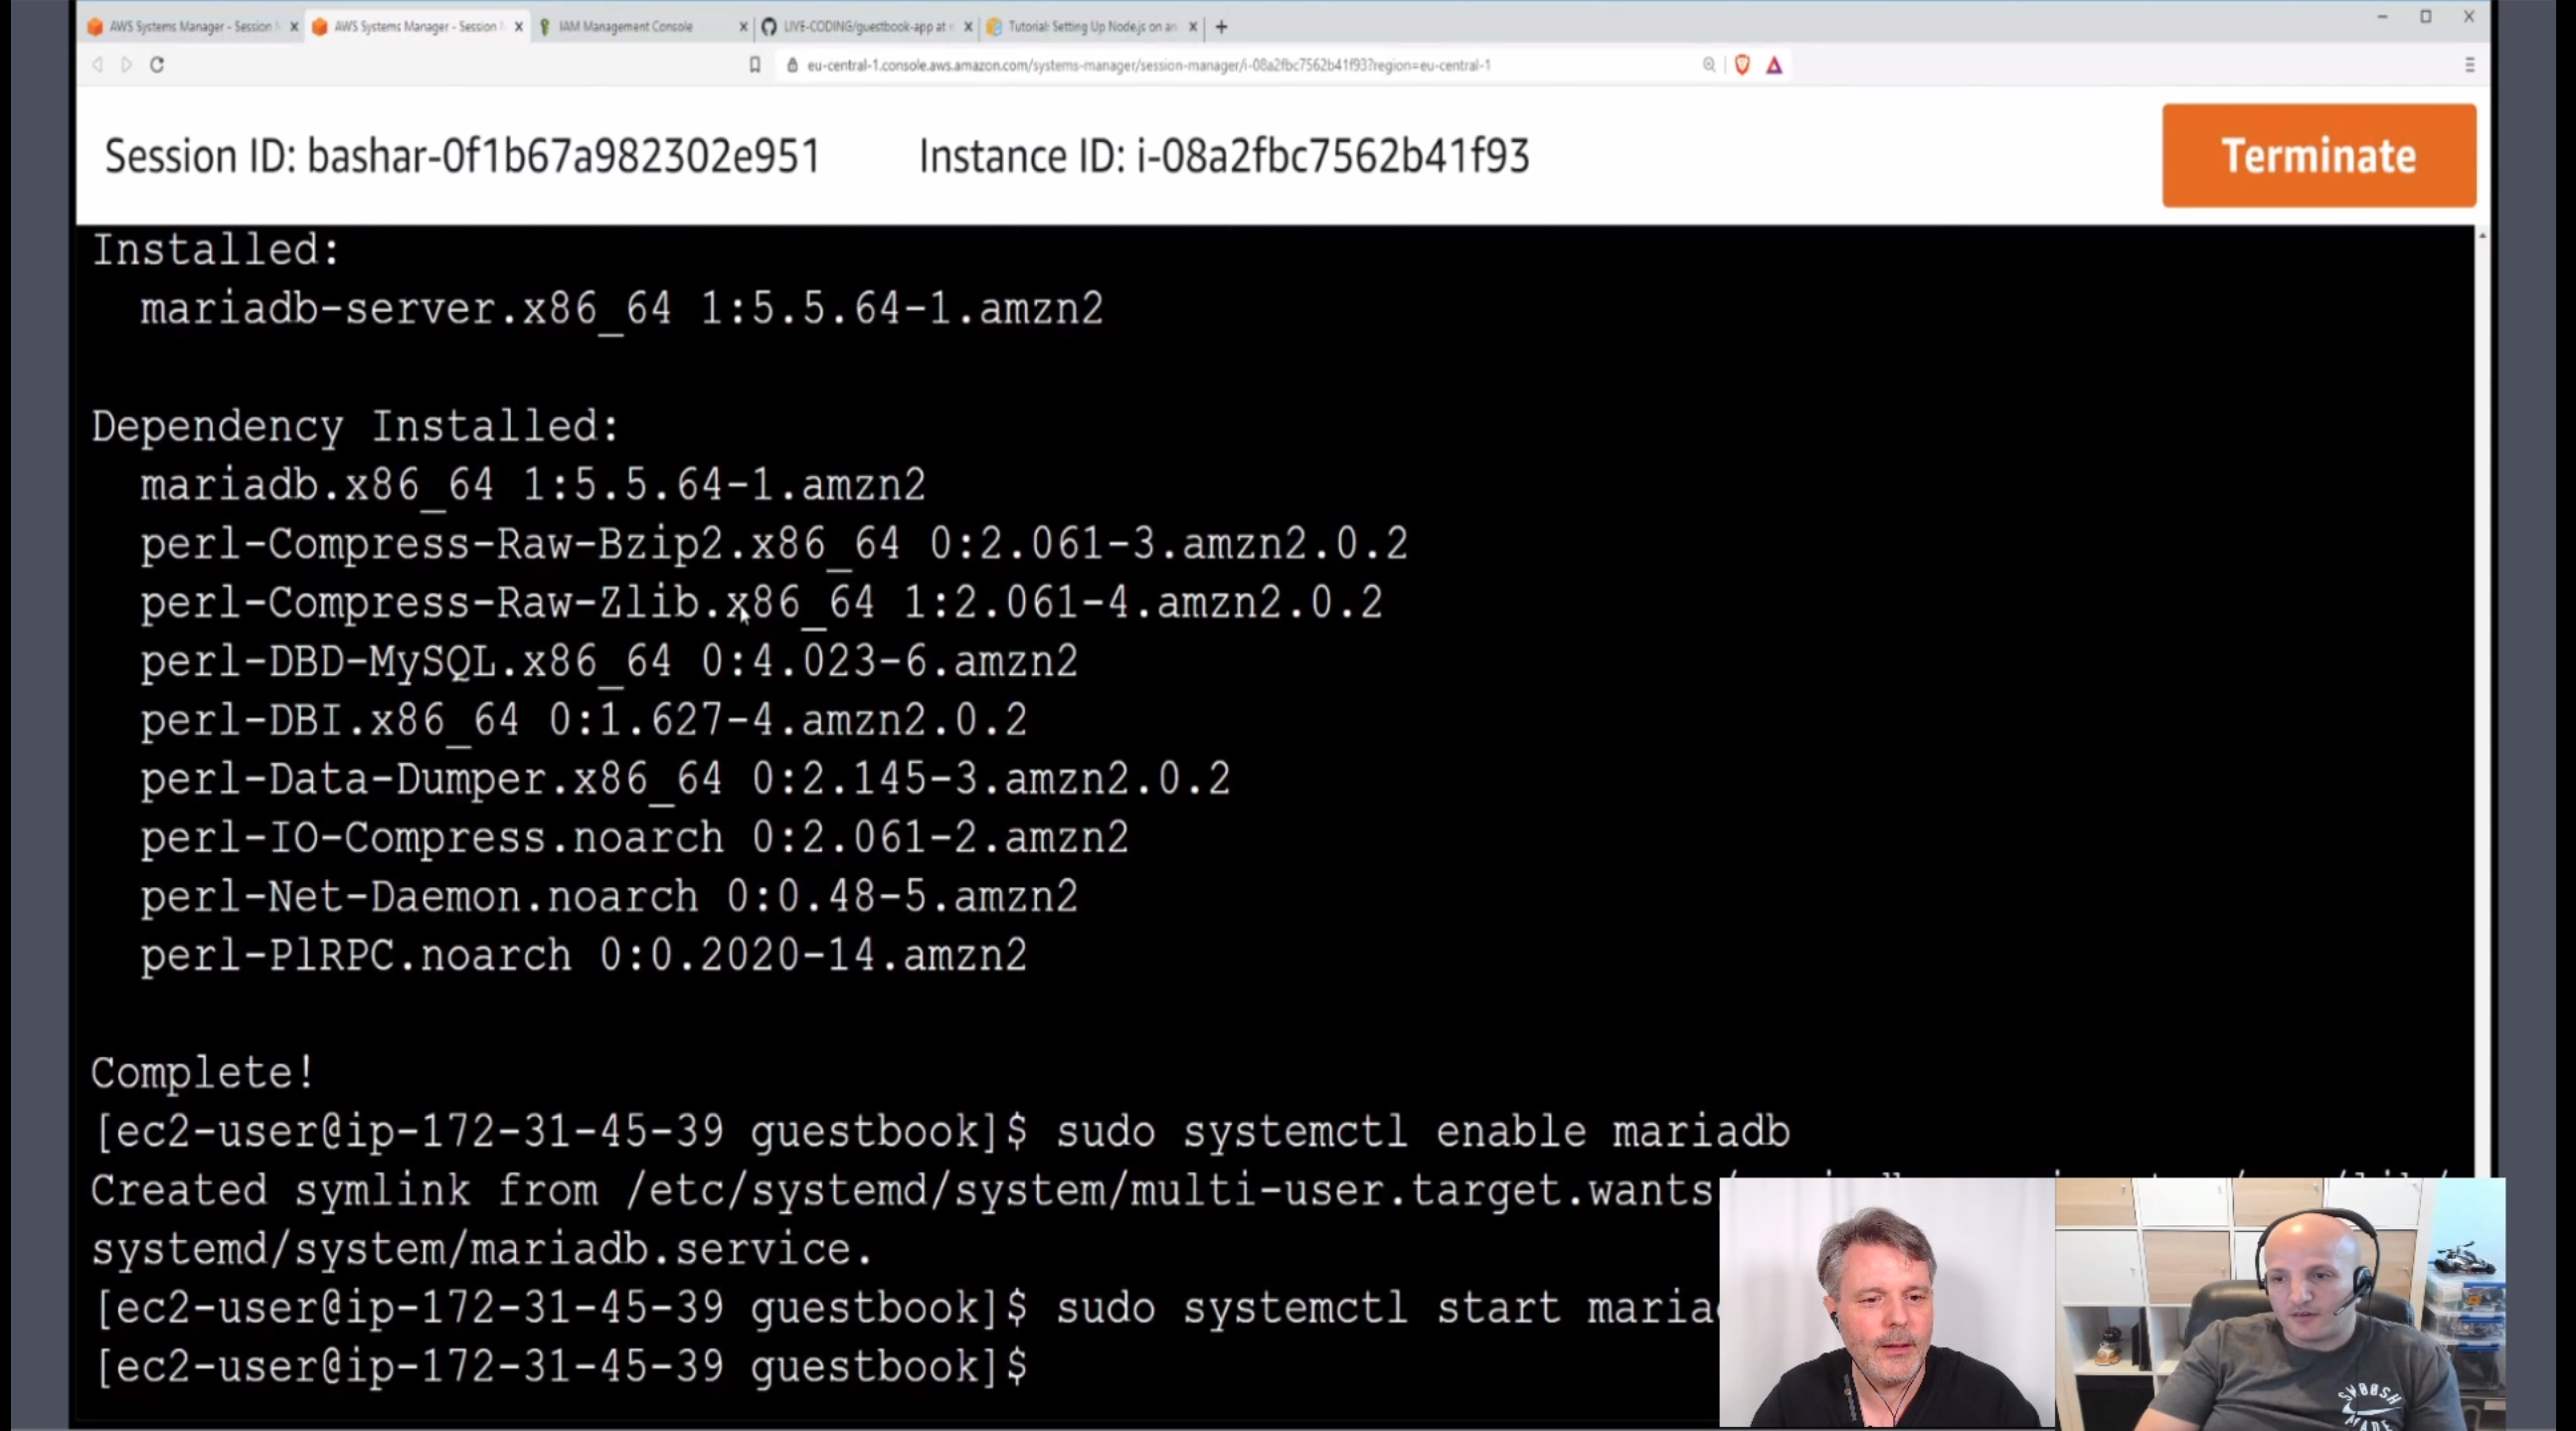 AWS Systems Manager - Session
AWS Systems Manager - Session
IAM Management Console
LIVE-CODING/guestbook-app at
Tutorial: Setting Up Node.js on an
eu-central-1.console.aws.amazon.com/systems-manager/session-manager/i-08a2fbc7562b41f93?region=eu-central-1
Session ID: bashar-0f1b67a982302e951 Instance ID: i-08a2fbc7562b41f93
Terminate
Installed:
mariadb-server.x86_64 1:5.5.64-1.amzn2
Dependency Installed:
mariadb.x86_64 1:5.5.64-1.amzn2
perl-Compress-Raw-Bzip2.x86_64 0:2.061-3.amzn2.0.2
perl-Compress-Raw-Zlib.x86_64 1:2.061-4.amzn2.0.2
perl-DBD-MySQL.x86_64 0:4.023-6.amzn2
perl-DBI.x86_64 0:1.627-4.amzn2.0.2
perl-Data-Dumper.x86_64 0:2.145-3.amzn2.0.2
perl-IO-Compress.noarch 0:2.061-2.amzn2
perl-Net-Daemon.noarch 0:0.48-5.amzn2
perl-PlRPC.noarch 0:0.2020-14.amzn2
Complete!
[ec2-user@ip-172-31-45-39 guestbook]$ sudo systemctl enable mariadb
Created symlink from /etc/systemd/system/multi-user.target.wants
systemd/system/mariadb.service.
[ec2-user@ip-172-31-45-39 guestbook]$ sudo systemctl start maria
[ec2-user@ip-172-31-45-39 guestbook]$
SW00SH
MADE